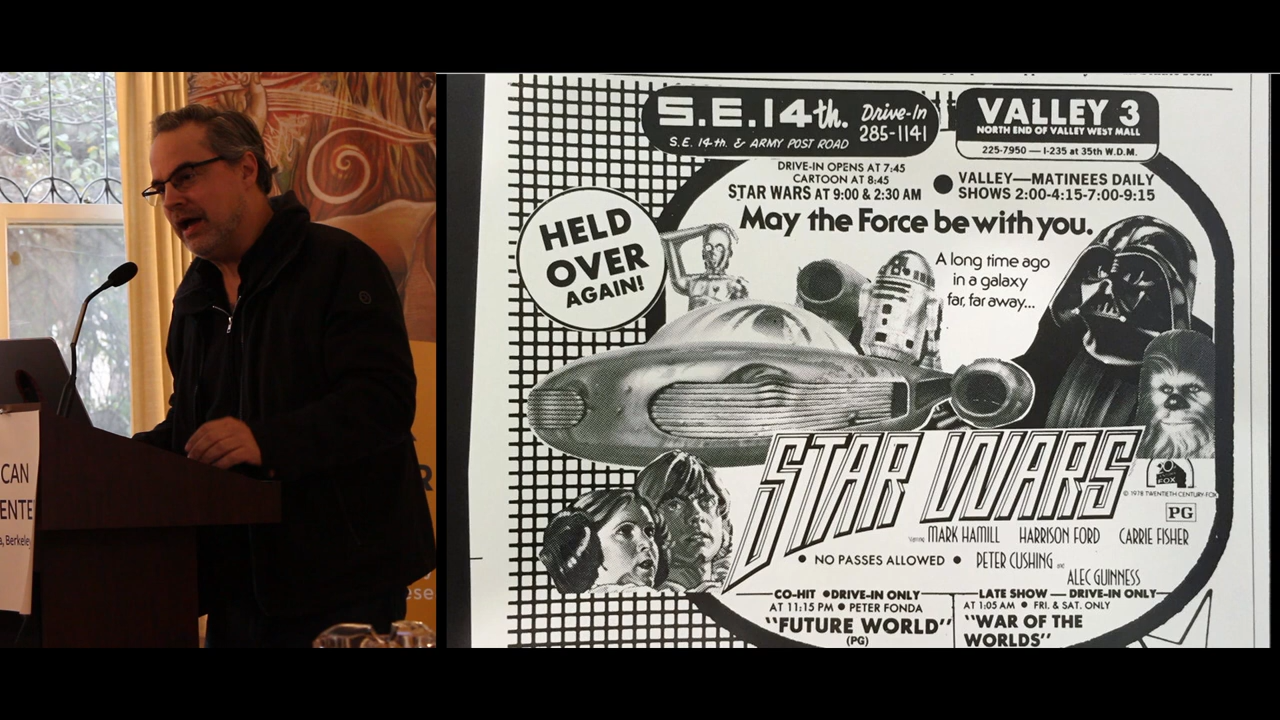 CAN
ENTE
a, Berkeley
R
ese
S.E.14th. Drive-In
285-1141
S.E. 14th. & ARMY POST ROAD
VALLEY 3
NORTH END OF VALLEY WEST MALL
225-7950 — I-235 at 35th W.D.M.
DRIVE-IN OPENS AT 7:45
CARTOON AT 8:45
STAR WARS AT 9:00 & 2:30 AM
VALLEY—MATINEES DAILY
SHOWS 2:00-4:15-7:00-9:15
May the Force be with you.
HELD
OVER
AGAIN!
A long time ago
in a galaxy
far, far away...
STAR WARS
FOX
© 1978 TWENTIETH CENTURY-FOX
PG
Starring MARK HAMILL HARRISON FORD CARRIE FISHER
• NO PASSES ALLOWED • PETER CUSHING and
ALEC GUINNESS
CO-HIT • DRIVE-IN ONLY
AT 11:15 PM • PETER FONDA
"FUTURE WORLD"
(PG)
LATE SHOW — DRIVE-IN ONLY
AT 1:05 AM • FRI. & SAT. ONLY
"WAR OF THE
WORLDS"